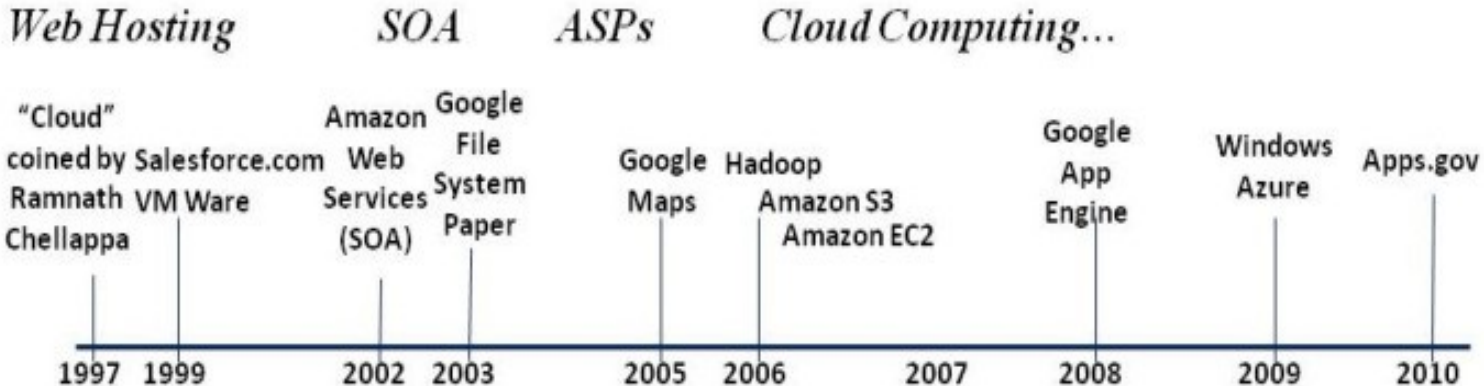 Web Hosting SOA ASPs Cloud Computing...
“Cloud”
coined by
Ramnath
Chellappa
Salesforce.com
VM Ware
Amazon
Web
Services
(SOA)
Google
File
System
Paper
Google
Maps
Hadoop
Amazon S3
Amazon EC2
Google
App
Engine
Windows
Azure
Apps.gov
1997 1999 2002 2003 2005 2006 2007 2008 2009 2010